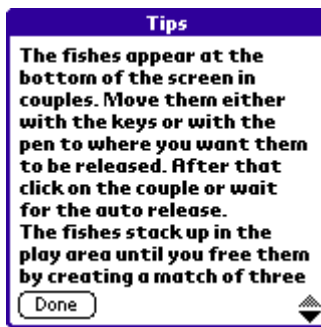 Tips
The fishes appear at the
bottom of the screen in
couples. Move them either
with the keys or with the
pen to where you want them
to be released. After that
click on the couple or wait
for the auto release.
The fishes stack up in the
play area until you free them
by creating a match of three
Done